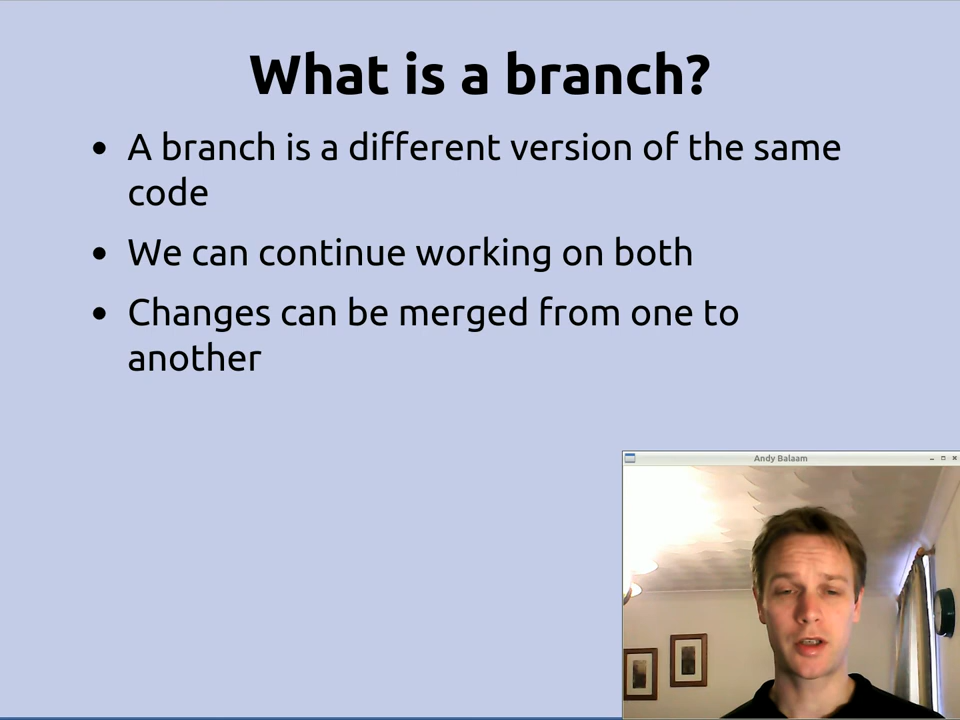 What is a branch?
• A branch is a different version of the same
code
• We can continue working on both
• Changes can be merged from one to
another
Andy Balaam